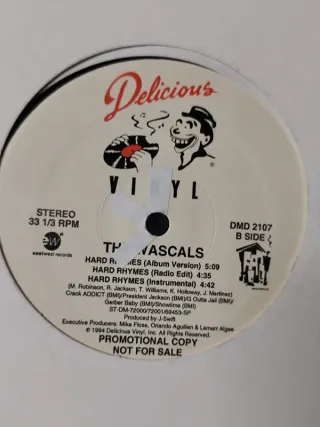 Delicious
VINYL
STEREO
33 1/3 RPM
DMD 2107
B SIDE
eastwest records
THE WASCALS
HARD RHYMES (Album Version) 5:09
HARD RHYMES (Radio Edit) 4:35
HARD RHYMES (Instrumental) 4:42
(M. Robinson, R. Jackson, T. Williams, K. Holloway, J. Martinez)
Crack ADDICT (BMI)/President Jackson (BMI)/G Outta Jail (BMI)/
Gerber Baby (BMI)/Showtime (BMI)
ST-DM-72000/72001/69453-SP
Produced by J-Swift
Executive Producers: Mike Floss, Orlando Aguillen & Lamarr Algee
℗ 1994 Delicious Vinyl, Inc. All Rights Reserved.
PROMOTIONAL COPY
NOT FOR SALE